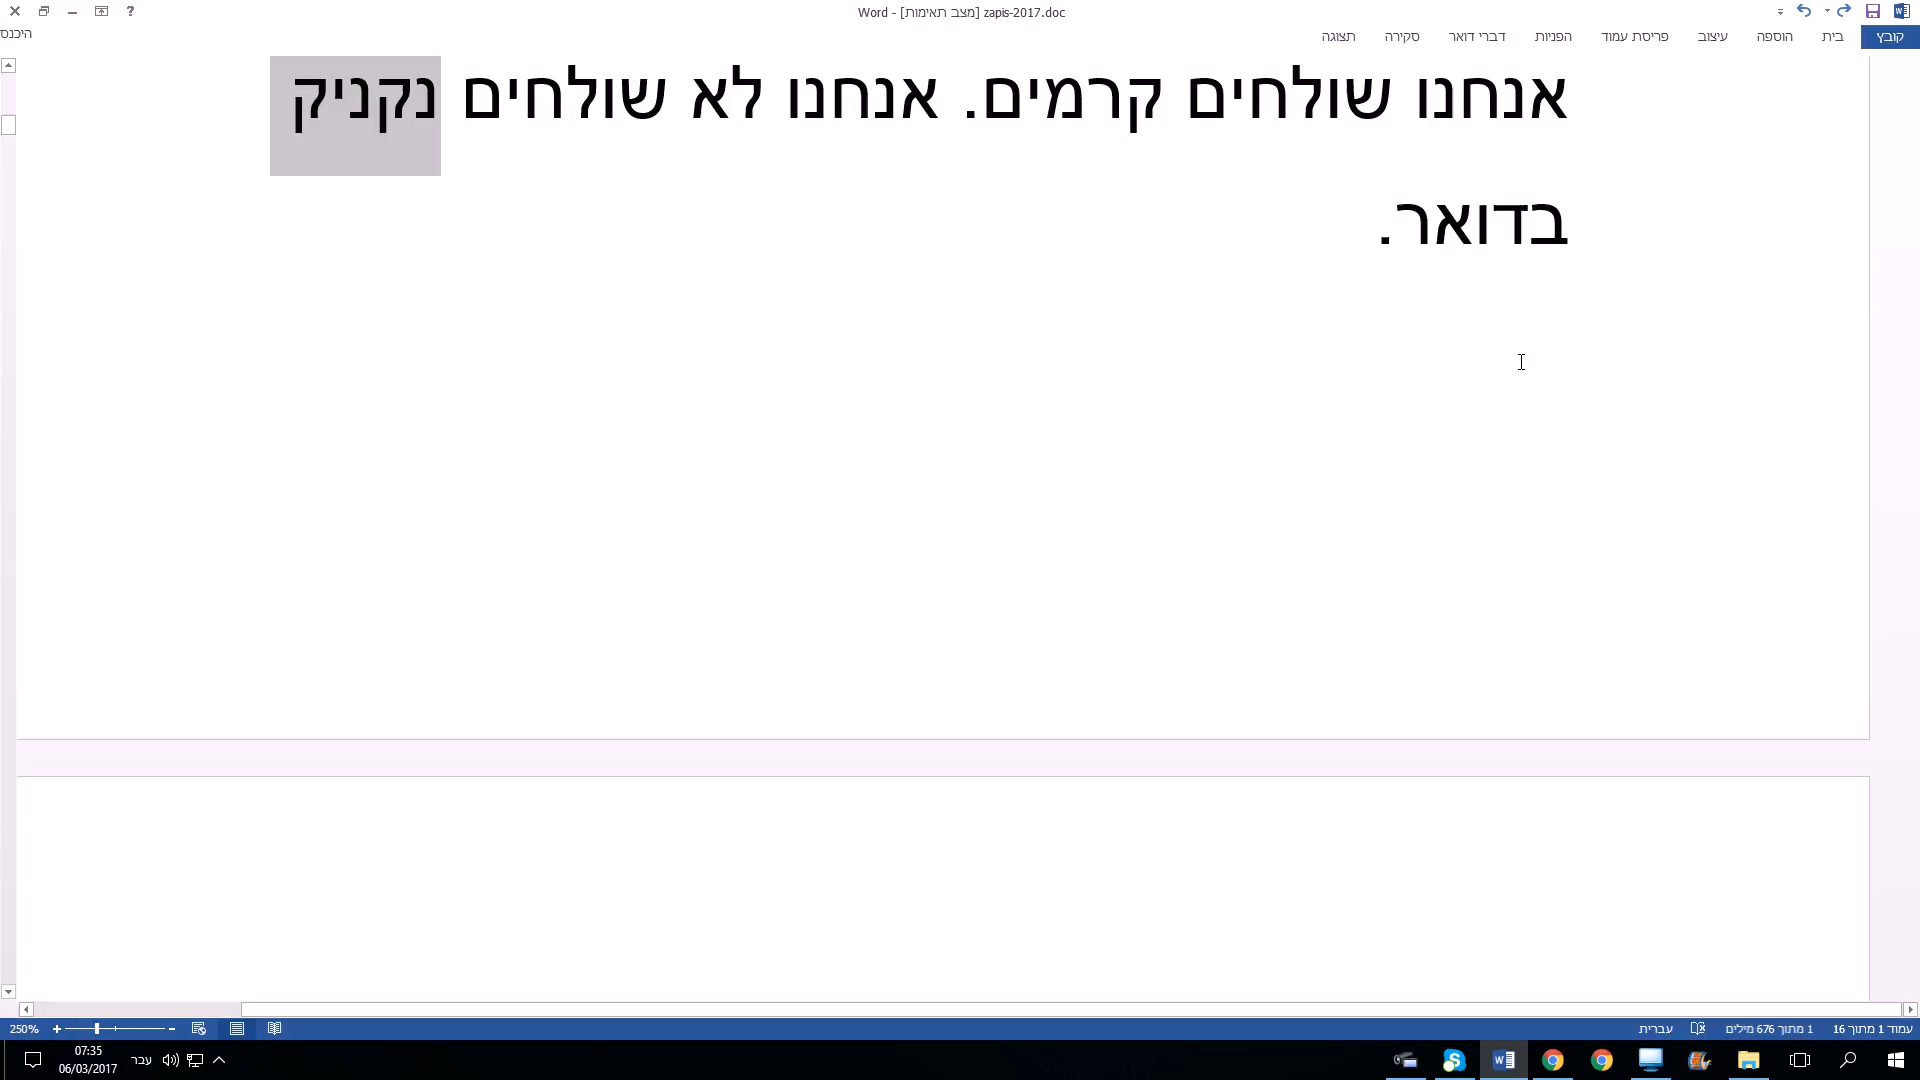 zapis-2017.doc [מצב תאימות] - Word
היכנס
קובץ
בית
הוספה
עיצוב
פריסת עמוד
הפניות
דברי דואר
סקירה
תצוגה
אנחנו שולחים קרמים. אנחנו לא שולחים נקניק
בדואר.
עמוד 1 מתוך 16
1 מתוך 676 מילים
עברית
250%
עבר
07:35
06/03/2017